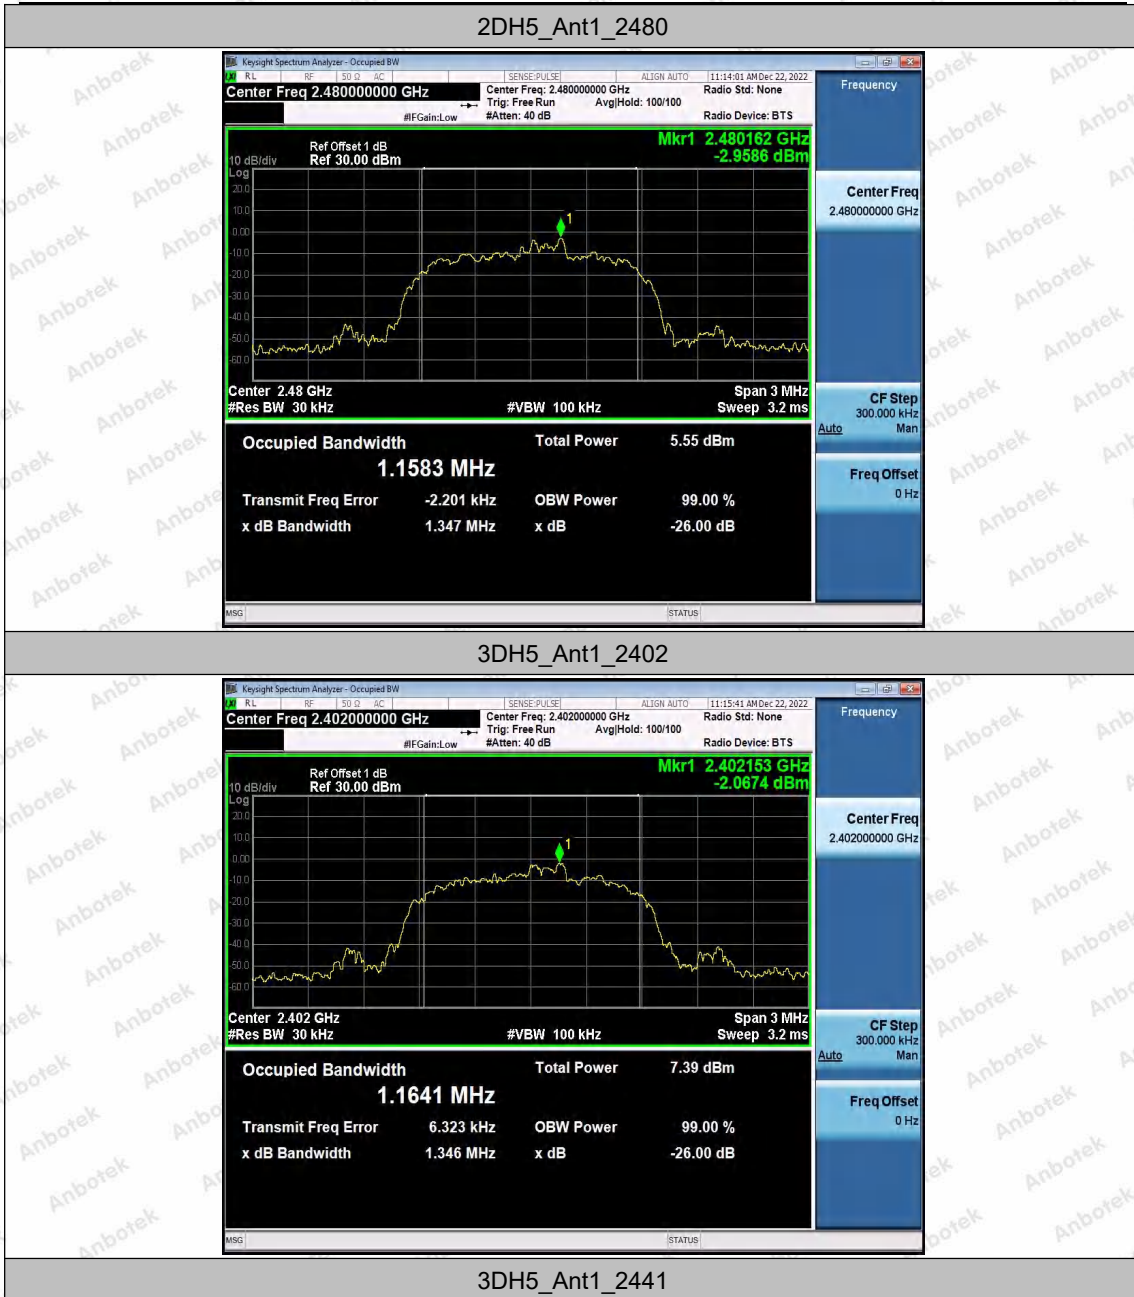 2DH5_Ant1_2480
Keysight Spectrum Analyzer - Occupied BW
RL RF 50 Ω AC SENSE:PULSE ALIGN AUTO 11:14:01 AM Dec 22, 2022
Center Freq 2.480000000 GHz
Center Freq: 2.480000000 GHz Radio Std: None
Trig: Free Run Avg|Hold: 100/100
#IFGain:Low #Atten: 40 dB Radio Device: BTS
Ref Offset 1 dB Mkr1 2.480162 GHz
10 dB/div Ref 30.00 dBm -2.9586 dBm
Log
20.0
10.0
0.00
-10.0
-20.0
-30.0
-40.0
-50.0
-60.0
1
Center 2.48 GHz Span 3 MHz
#Res BW 30 kHz #VBW 100 kHz Sweep 3.2 ms
Occupied Bandwidth Total Power 5.55 dBm
1.1583 MHz
Transmit Freq Error -2.201 kHz OBW Power 99.00 %
x dB Bandwidth 1.347 MHz x dB -26.00 dB
MSG STATUS
Frequency
Center Freq
2.480000000 GHz
CF Step
300.000 kHz
Auto Man
Freq Offset
0 Hz
3DH5_Ant1_2402
Keysight Spectrum Analyzer - Occupied BW
RL RF 50 Ω AC SENSE:PULSE ALIGN AUTO 11:15:41 AM Dec 22, 2022
Center Freq 2.402000000 GHz
Center Freq: 2.402000000 GHz Radio Std: None
Trig: Free Run Avg|Hold: 100/100
#IFGain:Low #Atten: 40 dB Radio Device: BTS
Ref Offset 1 dB Mkr1 2.402153 GHz
10 dB/div Ref 30.00 dBm -2.0674 dBm
Log
20.0
10.0
0.00
-10.0
-20.0
-30.0
-40.0
-50.0
-60.0
1
Center 2.402 GHz Span 3 MHz
#Res BW 30 kHz #VBW 100 kHz Sweep 3.2 ms
Occupied Bandwidth Total Power 7.39 dBm
1.1641 MHz
Transmit Freq Error 6.323 kHz OBW Power 99.00 %
x dB Bandwidth 1.346 MHz x dB -26.00 dB
MSG STATUS
Frequency
Center Freq
2.402000000 GHz
CF Step
300.000 kHz
Auto Man
Freq Offset
0 Hz
3DH5_Ant1_2441